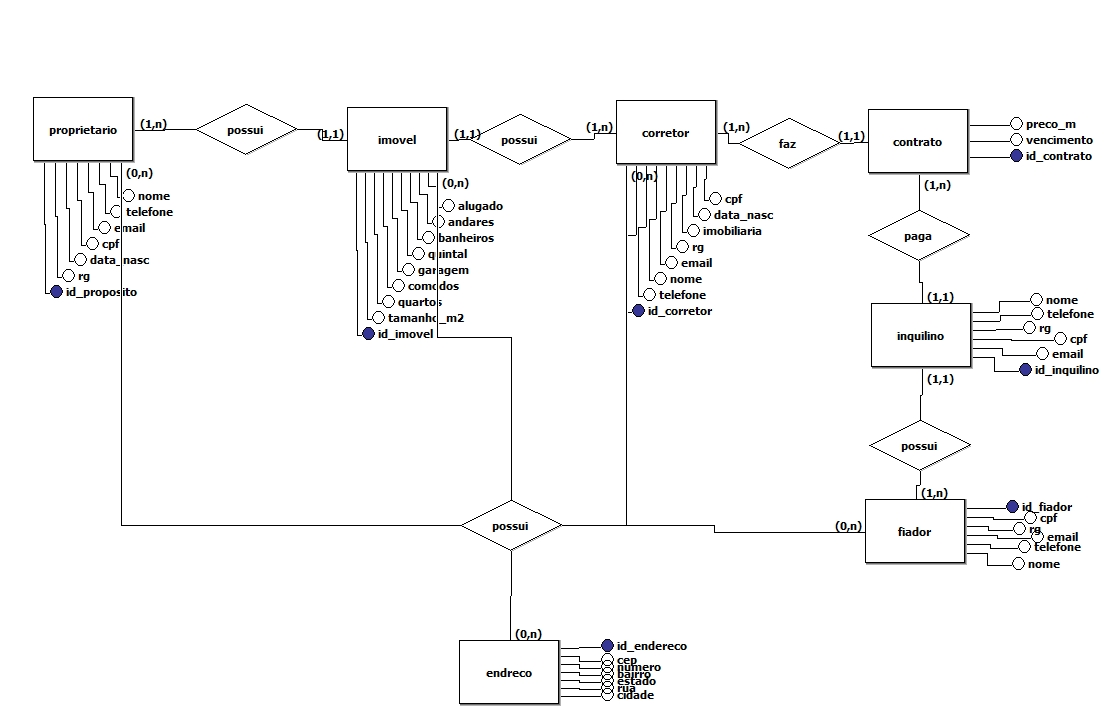 proprietario
(1,n)
possui
(1,1)
imovel
(1,1)
possui
(1,n)
corretor
(1,n)
faz
(1,1)
contrato
preco_m
vencimento
id_contrato
(0,n)
nome
telefone
email
cpf
data_nasc
rg
id_proposito
(0,n)
alugado
andares
banheiros
quintal
garagem
comodos
quartos
tamanho_m2
id_imovel
(0,n)
cpf
data_nasc
imobiliaria
rg
email
nome
telefone
id_corretor
(1,n)
paga
(1,1)
inquilino
nome
telefone
rg
cpf
email
id_inquilino
(1,1)
possui
(1,n)
fiador
(0,n)
id_fiador
cpf
rg
email
telefone
nome
possui
(0,n)
endreco
id_endereco
cep
numero
bairro
estado
rua
cidade